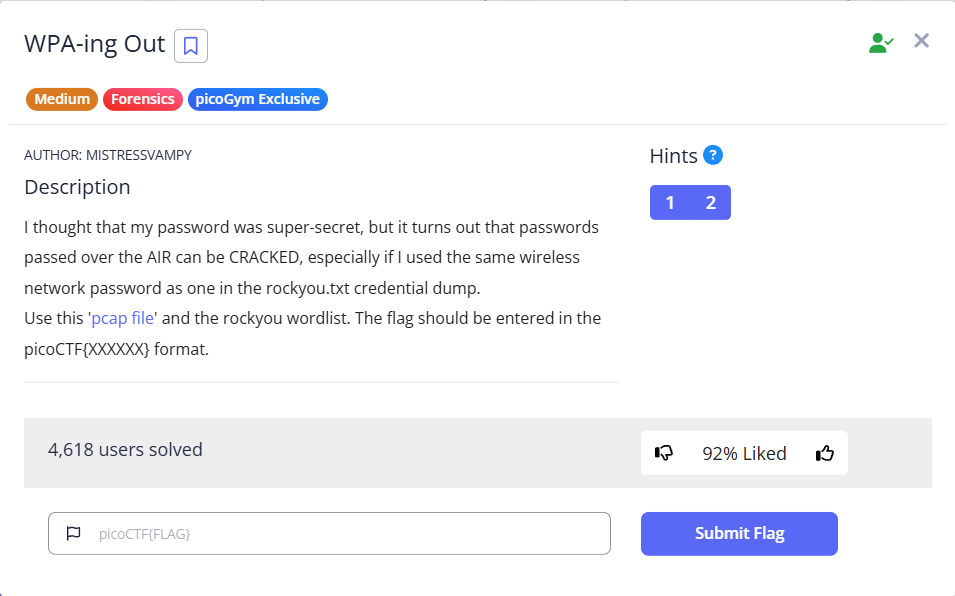 WPA-ing Out
Medium Forensics picoGym Exclusive
AUTHOR: MISTRESSVAMPY
Description
I thought that my password was super-secret, but it turns out that passwords
passed over the AIR can be CRACKED, especially if I used the same wireless
network password as one in the rockyou.txt credential dump.
Use this 'pcap file' and the rockyou wordlist. The flag should be entered in the
picoCTF{XXXXXX} format.
Hints ?
1 2
4,618 users solved
92% Liked
picoCTF{FLAG}
Submit Flag